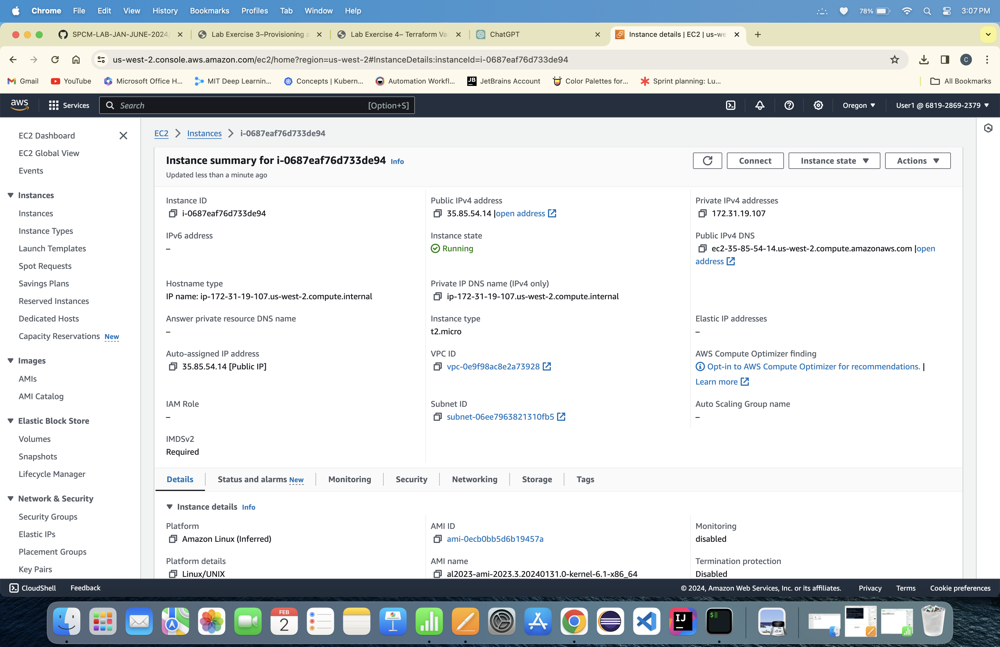 Chrome File Edit View History Bookmarks Profiles Tab Window Help 78% 3:07 PM
SPCM-LAB-JAN-JUNE-2024/ Lab Exercise 3–Provisioning a Lab Exercise 4– Terraform Va ChatGPT Instance details | EC2 | us-we
us-west-2.console.aws.amazon.com/ec2/home?region=us-west-2#InstanceDetails:instanceId=i-0687eaf76d733de94 C
Gmail YouTube Microsoft Office H... MIT Deep Learnin... Concepts | Kubern... Automation Workfl... JB JetBrains Account Color Palettes for... Sprint planning: Lu... All Bookmarks
aws Services Search [Option+S] Oregon User1 @ 6819-2869-2379
EC2 Dashboard
EC2 Global View
Events
Instances
Instances
Instance Types
Launch Templates
Spot Requests
Savings Plans
Reserved Instances
Dedicated Hosts
Capacity Reservations New
Images
AMIs
AMI Catalog
Elastic Block Store
Volumes
Snapshots
Lifecycle Manager
Network & Security
Security Groups
Elastic IPs
Placement Groups
Key Pairs
EC2 Instances i-0687eaf76d733de94
Instance summary for i-0687eaf76d733de94 Info
Updated less than a minute ago
Connect Instance state Actions
Instance ID
i-0687eaf76d733de94
Public IPv4 address
35.85.54.14 |open address
Private IPv4 addresses
172.31.19.107
IPv6 address
–
Instance state
Running
Public IPv4 DNS
ec2-35-85-54-14.us-west-2.compute.amazonaws.com |open
address
Hostname type
IP name: ip-172-31-19-107.us-west-2.compute.internal
Private IP DNS name (IPv4 only)
ip-172-31-19-107.us-west-2.compute.internal
Answer private resource DNS name
–
Instance type
t2.micro
Elastic IP addresses
–
Auto-assigned IP address
35.85.54.14 [Public IP]
VPC ID
vpc-0e9f98ac8e2a73928
AWS Compute Optimizer finding
Opt-in to AWS Compute Optimizer for recommendations. |
Learn more
IAM Role
–
Subnet ID
subnet-06ee7963821310fb5
Auto Scaling Group name
–
IMDSv2
Required
Details Status and alarms New Monitoring Security Networking Storage Tags
Instance details Info
Platform
Amazon Linux (Inferred)
AMI ID
ami-0ecb0bb5d6b19457a
Monitoring
disabled
Platform details
Linux/UNIX
AMI name
al2023-ami-2023.3.20240131.0-kernel-6.1-x86_64
Termination protection
Disabled
CloudShell Feedback © 2024, Amazon Web Services, Inc. or its affiliates. Privacy Terms Cookie preferences
FEB
2
IJ
$